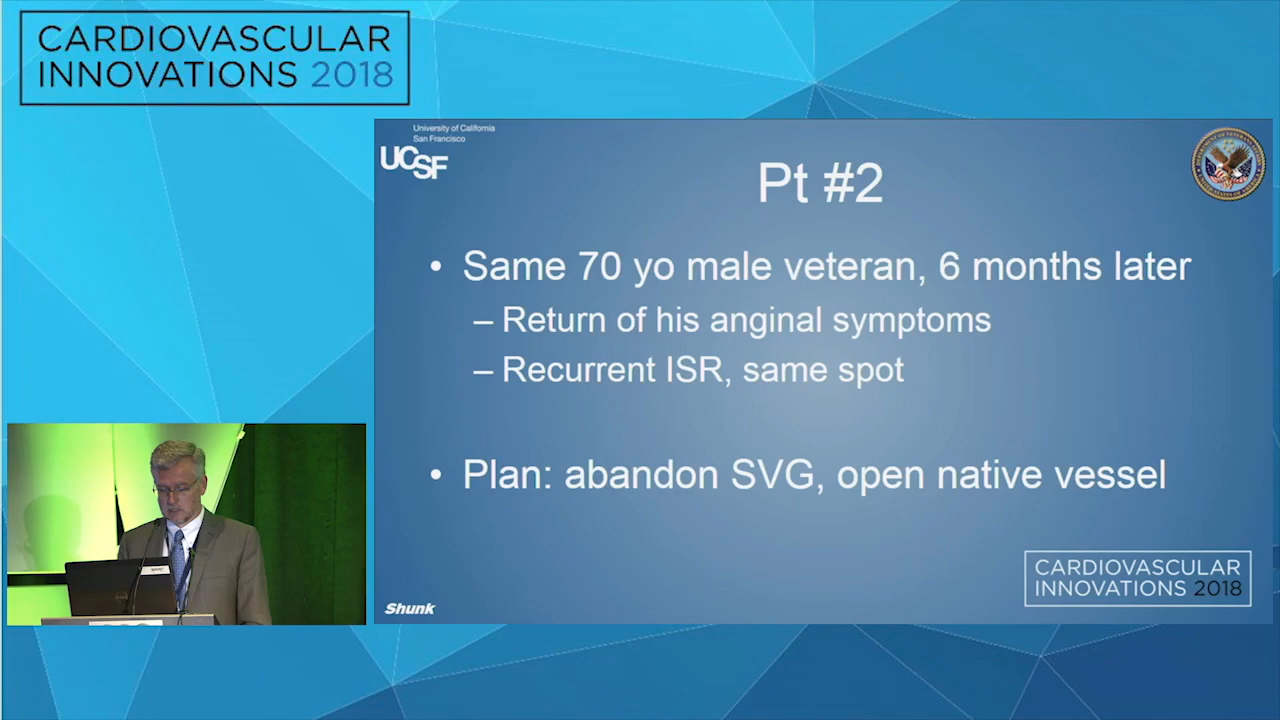 CARDIOVASCULAR
INNOVATIONS 2018
University of California
San Francisco
UCSF
Pt #2
• Same 70 yo male veteran, 6 months later
– Return of his anginal symptoms
– Recurrent ISR, same spot
• Plan: abandon SVG, open native vessel
CARDIOVASCULAR
INNOVATIONS 2018
Shunk